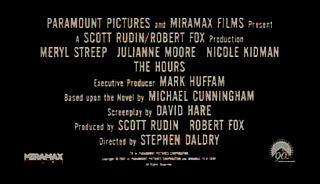 PARAMOUNT PICTURES and MIRAMAX FILMS Present
A SCOTT RUDIN/ROBERT FOX Production
MERYL STREEP JULIANNE MOORE NICOLE KIDMAN
THE HOURS
Executive Producer MARK HUFFAM
Based upon the Novel by MICHAEL CUNNINGHAM
Screenplay by DAVID HARE
Produced by SCOTT RUDIN ROBERT FOX
Directed by STEPHEN DALDRY
MIRAMAX
90